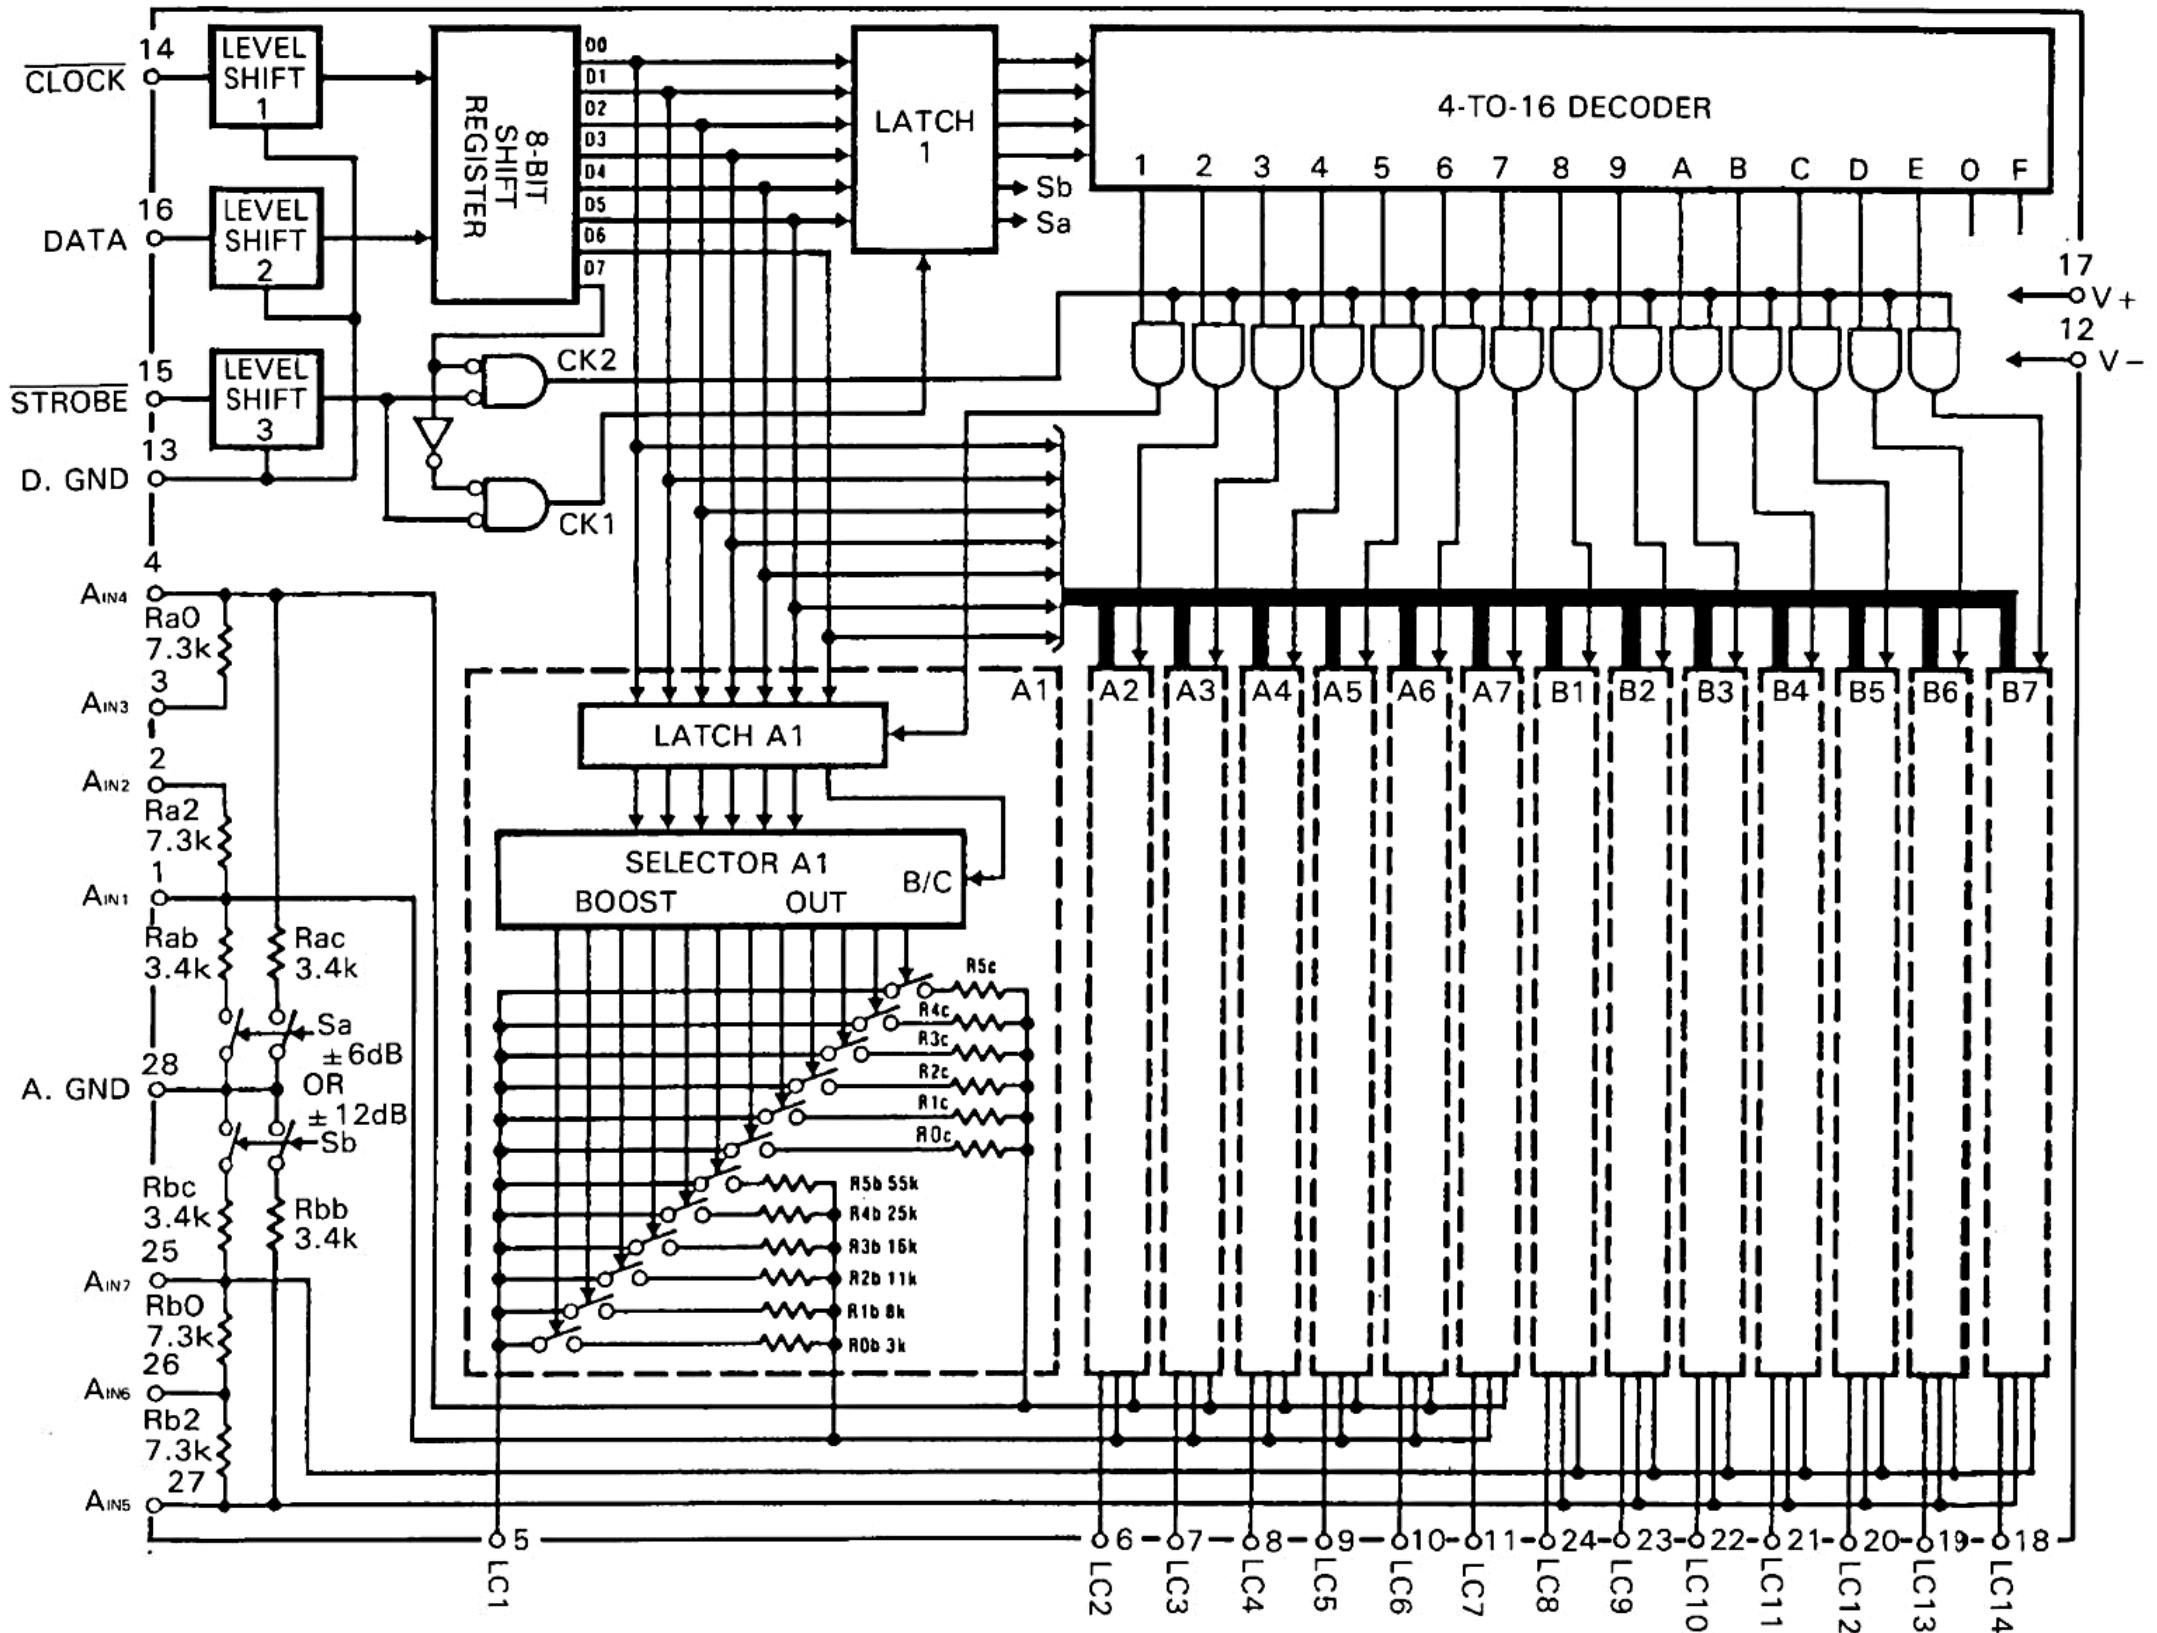 14
CLOCK
LEVEL
SHIFT
1
16
DATA
LEVEL
SHIFT
2
15
STROBE
LEVEL
SHIFT
3
13
D. GND
8-BIT
SHIFT
REGISTER
D0
D1
D2
D3
D4
D5
D6
D7
LATCH
1
Sb
Sa
4-TO-16 DECODER
1 2 3 4 5 6 7 8 9 A B C D E O F
17
V+
12
V-
CK2
CK1
4
AIN4
Ra0
7.3k
3
AIN3
2
AIN2
Ra2
7.3k
1
AIN1
Rab
3.4k
Rac
3.4k
Sa
±6dB
OR
±12dB
Sb
28
A. GND
Rbc
3.4k
Rbb
3.4k
25
AIN7
Rb0
7.3k
26
AIN6
Rb2
7.3k
27
AIN5
A1
LATCH A1
SELECTOR A1
BOOST OUT
B/C
R5c
R4c
R3c
R2c
R1c
R0c
R5b 55k
R4b 25k
R3b 16k
R2b 11k
R1b 8k
R0b 3k
A2 A3 A4 A5 A6 A7 B1 B2 B3 B4 B5 B6 B7
5 6 7 8 9 10 11 24 23 22 21 20 19 18
LC1
LC2
LC3
LC4
LC5
LC6
LC7
LC8
LC9
LC10
LC11
LC12
LC13
LC14